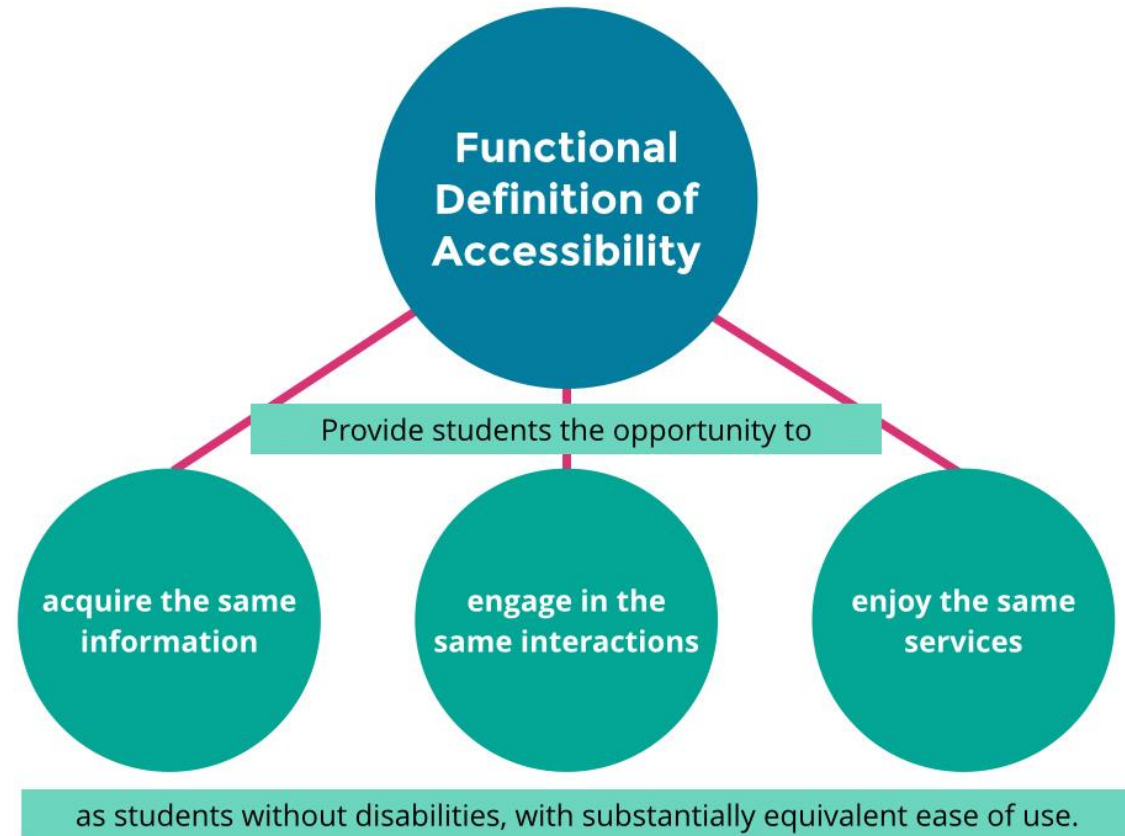 Functional
Definition of
Accessibility
Provide students the opportunity to
acquire the same
information
engage in the
same interactions
enjoy the same
services
as students without disabilities, with substantially equivalent ease of use.